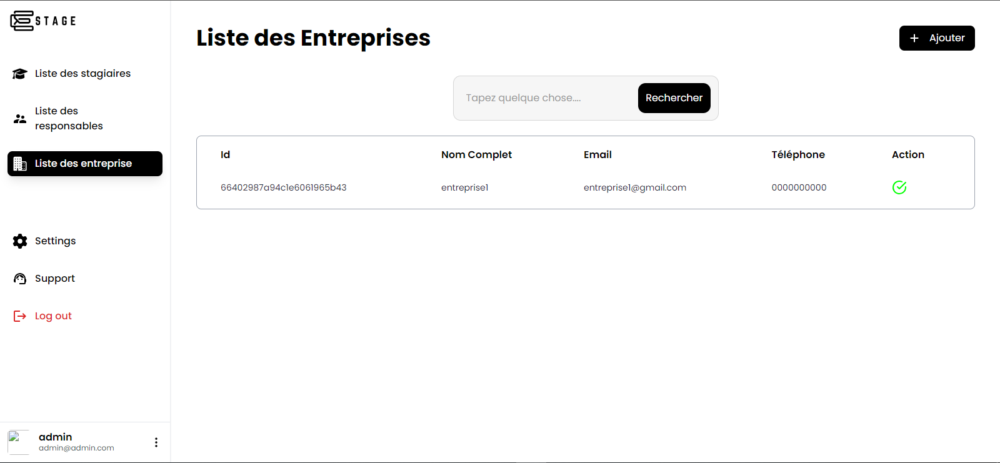 STAGE
Liste des stagiaires
Liste des
responsables
Liste des entreprise
Settings
Support
Log out
admin
admin@admin.com
Liste des Entreprises
+ Ajouter
Tapez quelque chose....
Rechercher
Id Nom Complet Email Téléphone Action
66402987a94c1e6061965b43 entreprise1 entreprise1@gmail.com 0000000000